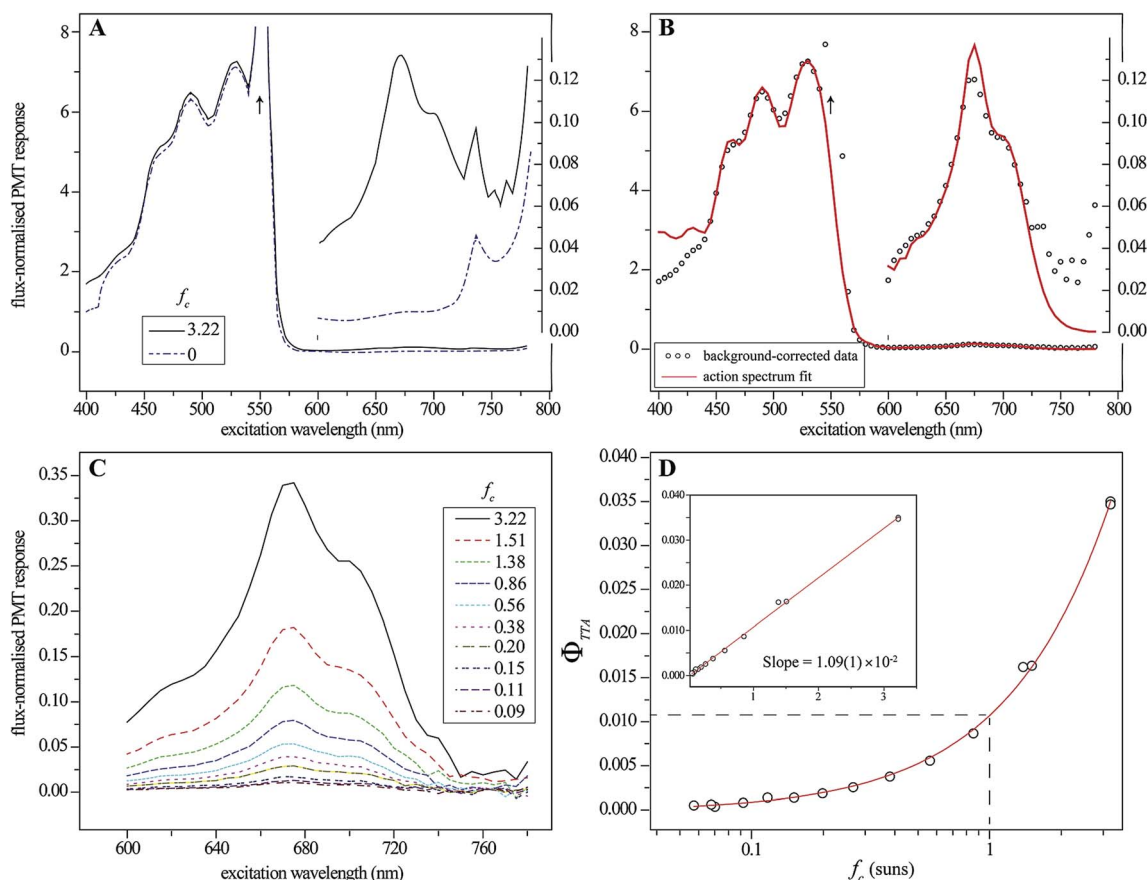 A
8
6
4
2
0
flux-normalised PMT response
0.12
0.10
0.08
0.06
0.04
0.02
0.00
f_c
3.22
0
400 450 500 550 600 650 700 750 800
excitation wavelength (nm)
B
8
6
4
2
0
0.12
0.10
0.08
0.06
0.04
0.02
0.00
background-corrected data
action spectrum fit
400 450 500 550 600 650 700 750 800
excitation wavelength (nm)
C
0.35
0.30
0.25
0.20
0.15
0.10
0.05
0.00
flux-normalised PMT response
f_c
3.22
1.51
1.38
0.86
0.56
0.38
0.20
0.15
0.11
0.09
600 640 680 720 760
excitation wavelength (nm)
D
0.040
0.035
0.030
0.025
0.020
0.015
0.010
0.005
0.000
Φ_TTA
0.040
0.030
0.020
0.010
0.000
Slope = 1.09(1) ×10⁻²
1 2 3
0.1 1
f_c (suns)